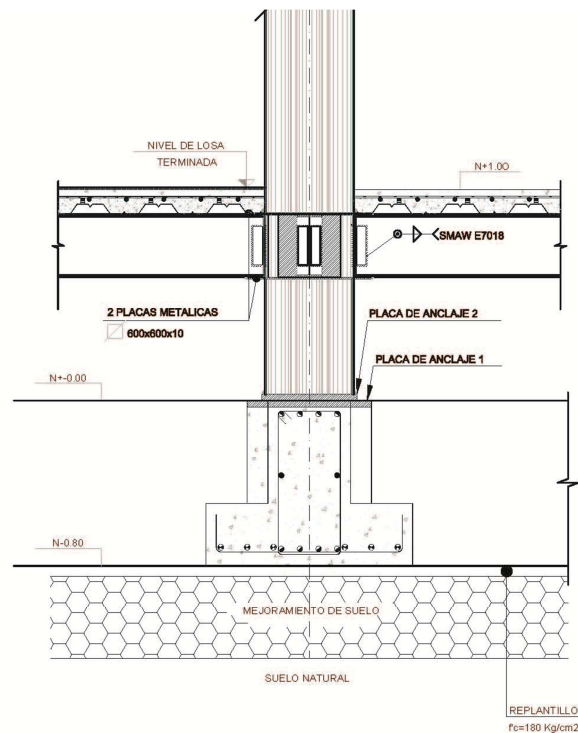 NIVEL DE LOSA
TERMINADA
N+1.00
SMAW E7018
2 PLACAS METALICAS
600x600x10
PLACA DE ANCLAJE 2
PLACA DE ANCLAJE 1
N+-0.00
N-0.80
MEJORAMIENTO DE SUELO
SUELO NATURAL
REPLANTILLO
f'c=180 Kg/cm2